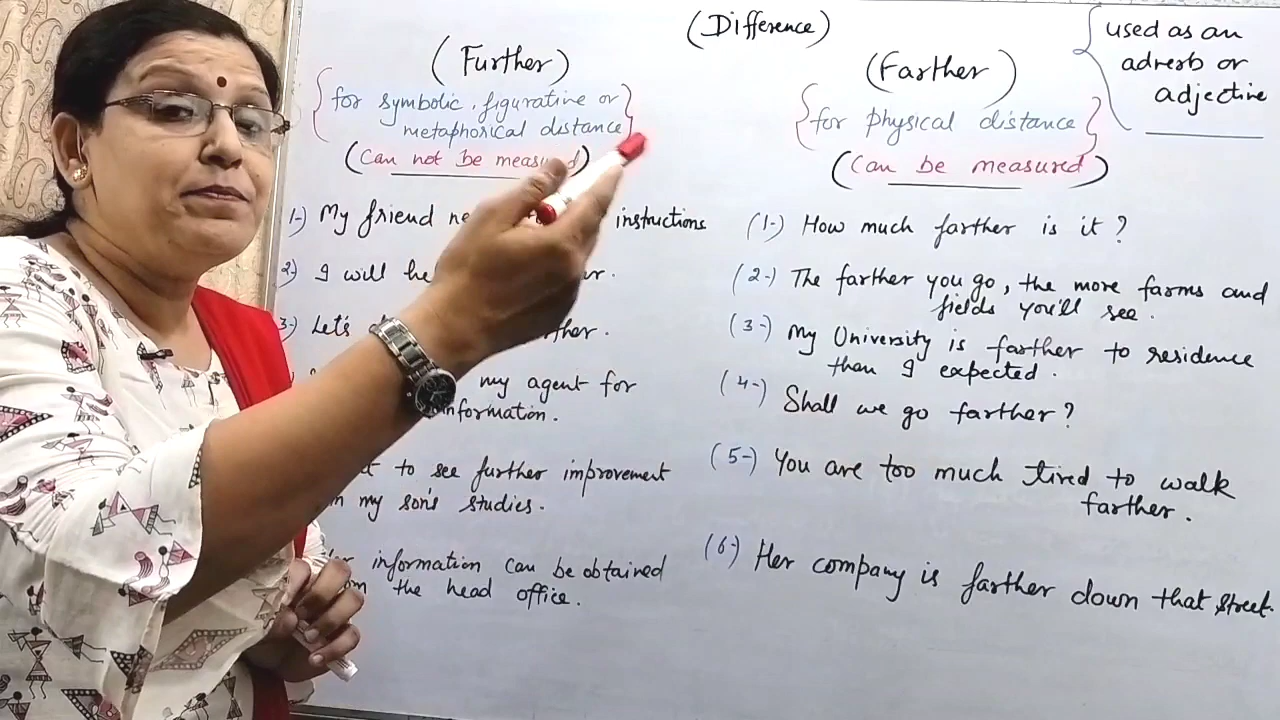 (Difference)
used as an
adverb or
adjective
(Further)
for symbolic, figurative or
metaphorical distance
(Can not be measured)
1-) My friend instructions
2-) I will
3-) Let's
my agent for
information.
to see further improvement
in my son's studies.
information can be obtained
the head office.
(Farther)
for physical distance
(Can be measured)
(1-) How much farther is it?
(2-) The farther you go, the more farms and
fields you'll see.
(3-) My University is farther to residence
than I expected.
(4-) Shall we go farther?
(5-) You are too much tired to walk
farther.
(6-) Her company is farther down that street.